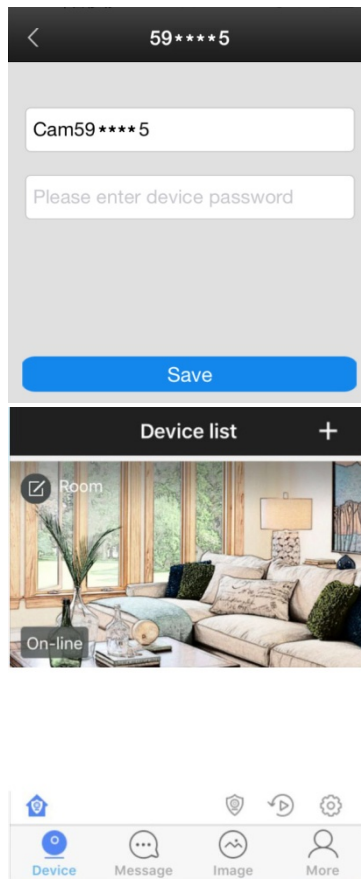 59****5
Cam59****5
Please enter device password
Save
Device list +
Room
On-line
Device Message Image More